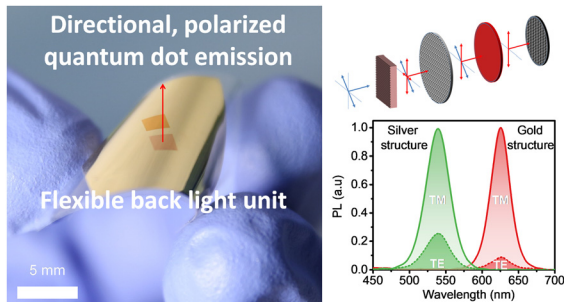 Directional, polarized
quantum dot emission
Flexible back light unit
5 mm
Silver structure
Gold structure
PL (a.u)
1.0
0.8
0.6
0.4
0.2
0.0
TM
TM
TE
TE
450 500 550 600 650 700
Wavelength (nm)